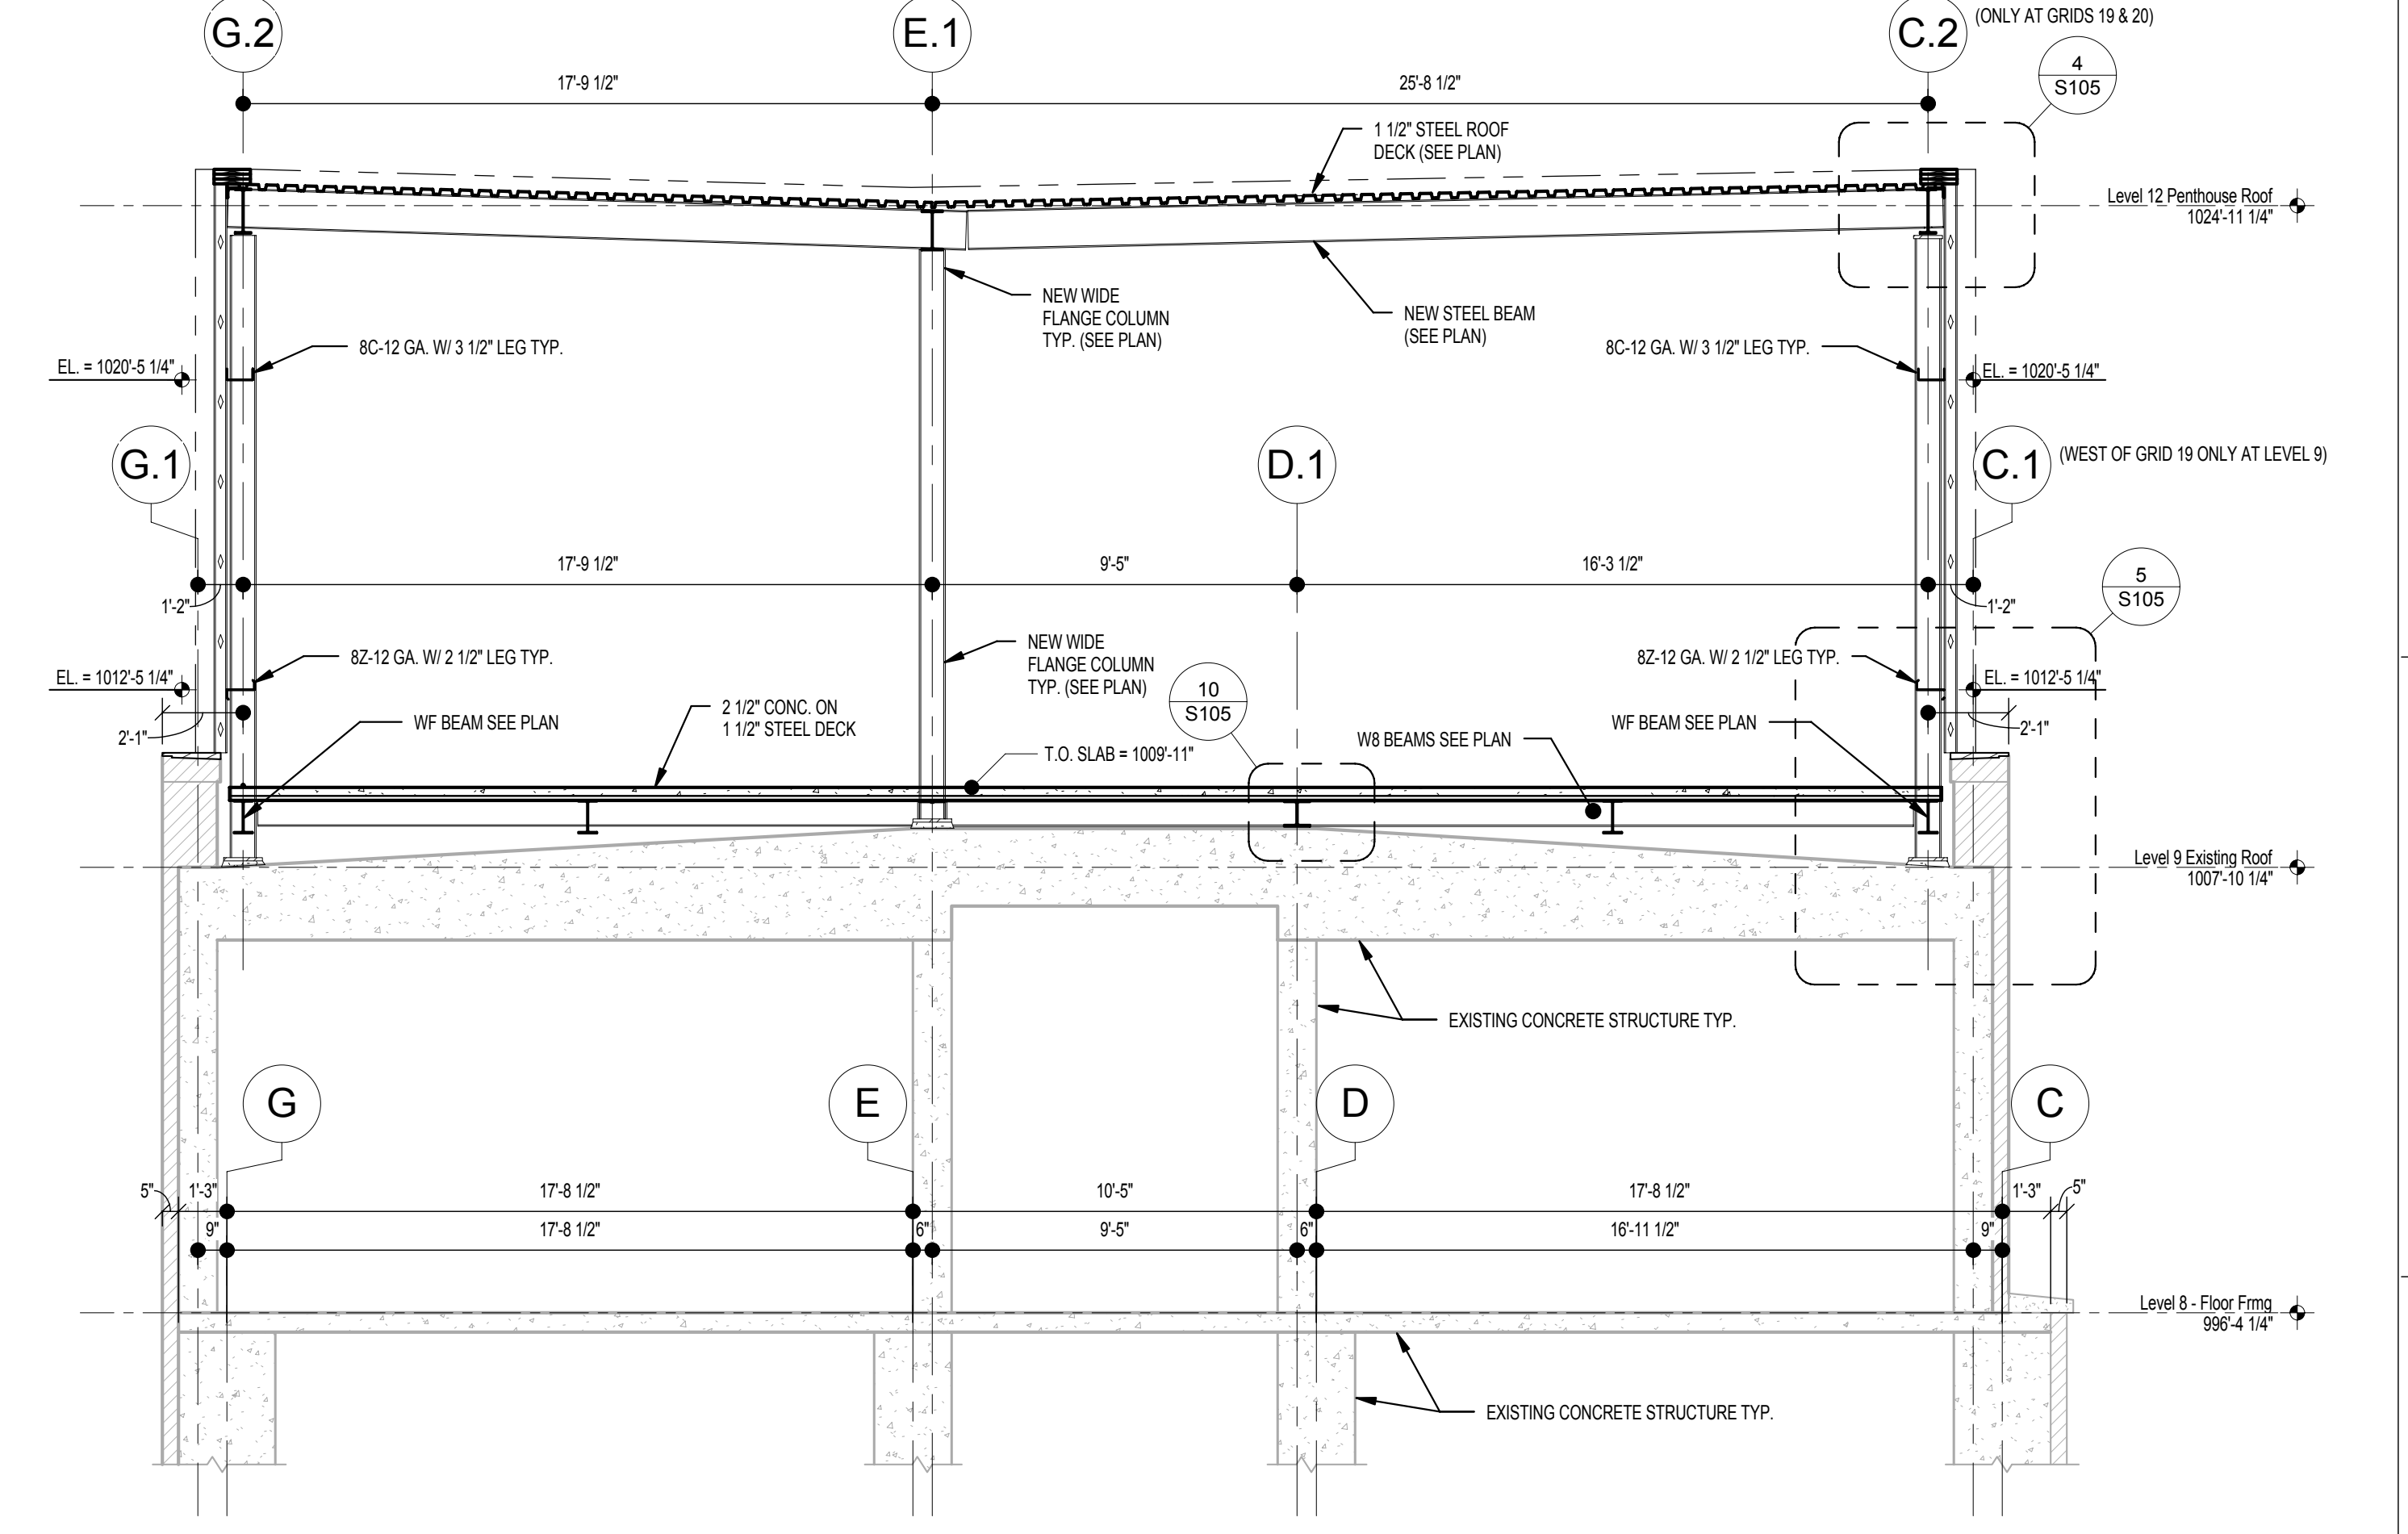 G.2
E.1
C.2
(ONLY AT GRIDS 19 & 20)
4
S105
17'-9 1/2"
25'-8 1/2"
1 1/2" STEEL ROOF
DECK (SEE PLAN)
Level 12 Penthouse Roof
1024'-11 1/4"
NEW WIDE
FLANGE COLUMN
TYP. (SEE PLAN)
NEW STEEL BEAM
(SEE PLAN)
8C-12 GA. W/ 3 1/2" LEG TYP.
8C-12 GA. W/ 3 1/2" LEG TYP.
EL. = 1020'-5 1/4"
EL. = 1020'-5 1/4"
G.1
D.1
C.1
(WEST OF GRID 19 ONLY AT LEVEL 9)
17'-9 1/2"
9'-5"
16'-3 1/2"
1'-2"
1'-2"
5
S105
NEW WIDE
FLANGE COLUMN
TYP. (SEE PLAN)
8Z-12 GA. W/ 2 1/2" LEG TYP.
8Z-12 GA. W/ 2 1/2" LEG TYP.
EL. = 1012'-5 1/4"
EL. = 1012'-5 1/4"
10
S105
2 1/2" CONC. ON
1 1/2" STEEL DECK
WF BEAM SEE PLAN
WF BEAM SEE PLAN
2'-1"
2'-1"
W8 BEAMS SEE PLAN
T.O. SLAB = 1009'-11"
Level 9 Existing Roof
1007'-10 1/4"
EXISTING CONCRETE STRUCTURE TYP.
G
E
D
C
5"
1'-3"
17'-8 1/2"
10'-5"
17'-8 1/2"
1'-3"
5"
9"
17'-8 1/2"
6"
9'-5"
6"
16'-11 1/2"
9"
Level 8 - Floor Frmg
996'-4 1/4"
EXISTING CONCRETE STRUCTURE TYP.